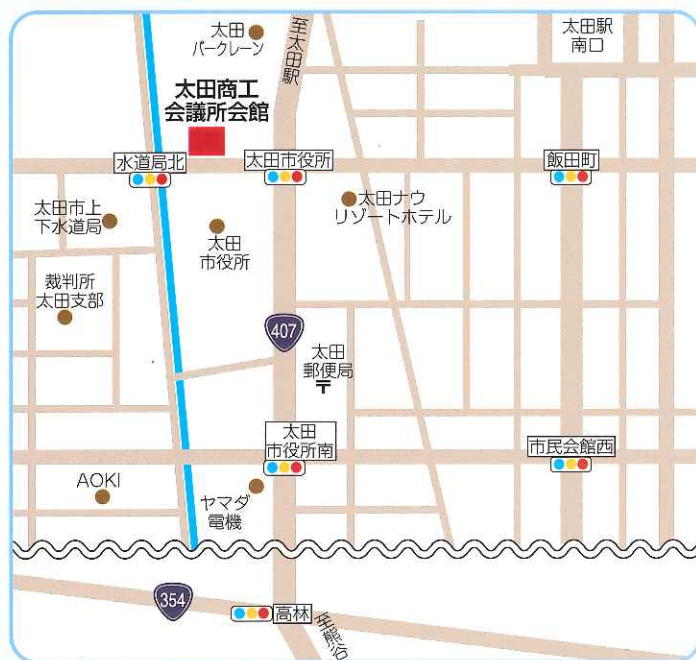 太田
パークレーン
至太田駅
太田駅
南口
太田商工
会議所会館
水道局北
太田市役所
飯田町
太田市上
下水道局
太田
市役所
太田ナウ
リゾートホテル
裁判所
太田支部
407
太田
郵便局
〒
太田
市役所南
市民会館西
AOKI
ヤマダ
電機
354
高林
至熊谷